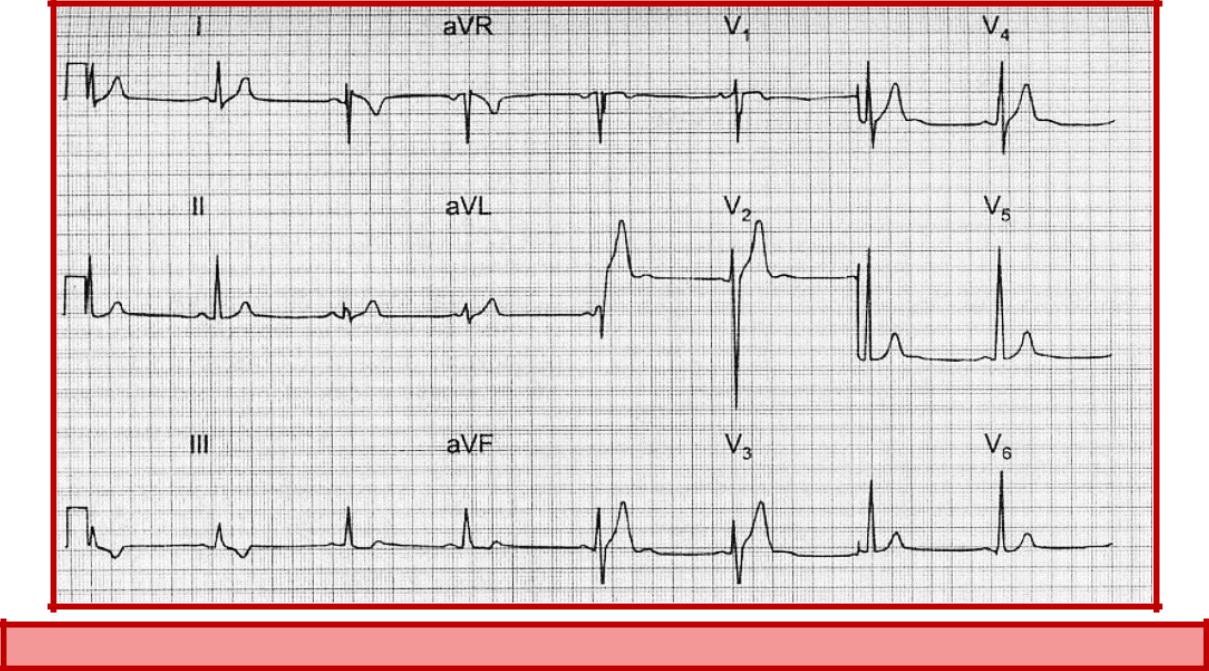 I aVR V₁ V₄
II aVL V₂ V₅
III aVF V₃ V₆